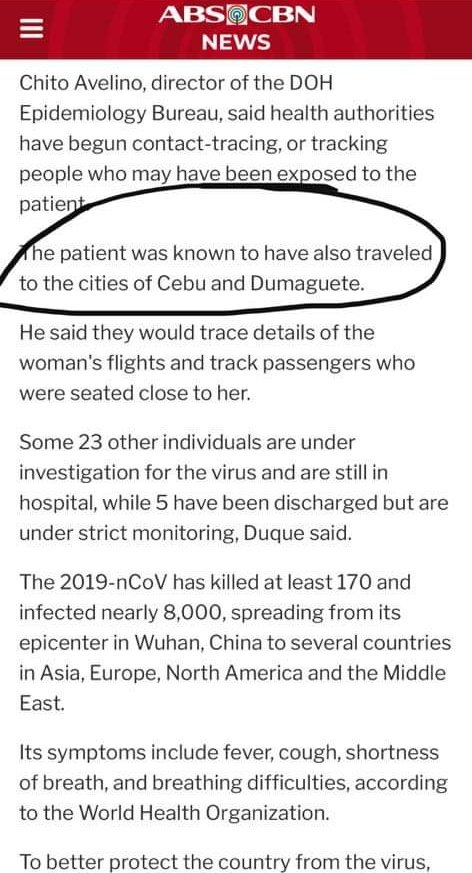 ABS CBN
NEWS
Chito Avelino, director of the DOH
Epidemiology Bureau, said health authorities
have begun contact-tracing, or tracking
people who may have been exposed to the
patient.
The patient was known to have also traveled
to the cities of Cebu and Dumaguete.
He said they would trace details of the
woman's flights and track passengers who
were seated close to her.
Some 23 other individuals are under
investigation for the virus and are still in
hospital, while 5 have been discharged but are
under strict monitoring, Duque said.
The 2019-nCoV has killed at least 170 and
infected nearly 8,000, spreading from its
epicenter in Wuhan, China to several countries
in Asia, Europe, North America and the Middle
East.
Its symptoms include fever, cough, shortness
of breath, and breathing difficulties, according
to the World Health Organization.
To better protect the country from the virus,